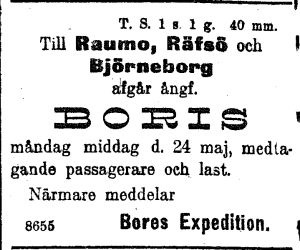 T. S. 1 s. 1 g. 40 mm.
Till Raumo, Räfsö och
Björneborg
afgår ångf.
BORIS
måndag middag d. 24 maj, medta-
gande passagerare och last.
Närmare meddelar
8655 Bores Expedition.